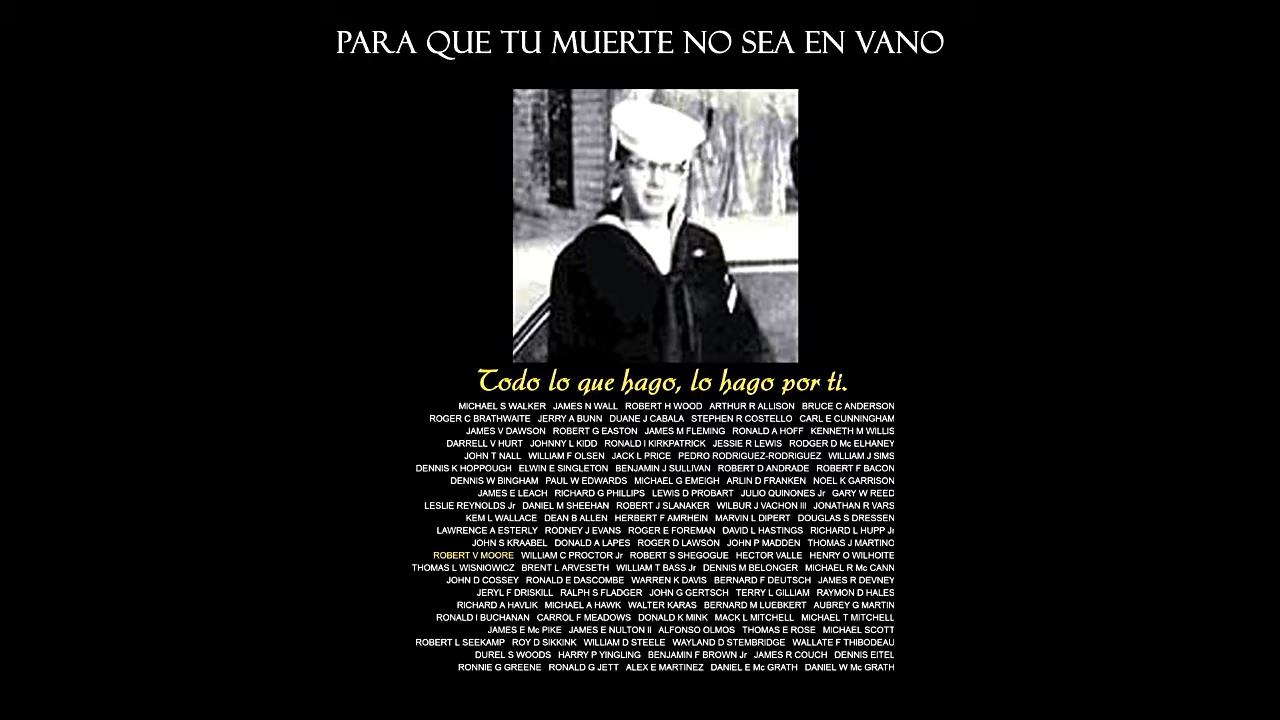 PARA QUE TU MUERTE NO SEA EN VANO
Todo lo que hago, lo hago por ti.
MICHAEL S WALKER JAMES N WALL ROBERT H WOOD ARTHUR R ALLISON BRUCE C ANDERSON
ROGER C BRATHWAITE JERRY A BUNN DUANE J CABALA STEPHEN R COSTELLO CARL E CUNNINGHAM
JAMES V DAWSON ROBERT G EASTON JAMES M FLEMING RONALD A HOFF KENNETH M WILLIS
DARRELL V HURT JOHNNY L KIDD RONALD I KIRKPATRICK JESSIE R LEWIS RODGER D Mc ELHANEY
JOHN T NALL WILLIAM F OLSEN JACK L PRICE PEDRO RODRIGUEZ-RODRIGUEZ WILLIAM J SIMS
DENNIS K HOPPOUGH ELWIN E SINGLETON BENJAMIN J SULLIVAN ROBERT D ANDRADE ROBERT F BACON
DENNIS W BINGHAM PAUL W EDWARDS MICHAEL G EMEIGH ARLIN D FRANKEN NOEL K GARRISON
JAMES E LEACH RICHARD G PHILLIPS LEWIS D PROBART JULIO QUINONES Jr GARY W REED
LESLIE REYNOLDS Jr DANIEL M SHEEHAN ROBERT J SLANAKER WILBUR J VACHON III JONATHAN R VARS
KEM L WALLACE DEAN B ALLEN HERBERT F AMRHEIN MARVIN L DIPERT DOUGLAS S DRESSEN
LAWRENCE A ESTERLY RODNEY J EVANS ROGER E FOREMAN DAVID L HASTINGS RICHARD L HUPP Jr
JOHN S KRAABEL DONALD A LAPES ROGER D LAWSON JOHN P MADDEN THOMAS J MARTINO
ROBERT V MOORE WILLIAM C PROCTOR Jr ROBERT S SHEGOGUE HECTOR VALLE HENRY O WILHOITE
THOMAS L WISNIOWICZ BRENT L ARVESETH WILLIAM T BASS Jr DENNIS M BELONGER MICHAEL R Mc CANN
JOHN D COSSEY RONALD E DASCOMBE WARREN K DAVIS BERNARD F DEUTSCH JAMES R DEVNEY
JERYL F DRISKILL RALPH S FLADGER JOHN G GERTSCH TERRY L GILLIAM RAYMON D HALES
RICHARD A HAVLIK MICHAEL A HAWK WALTER KARAS BERNARD M LUEBKERT AUBREY G MARTIN
RONALD I BUCHANAN CARROL F MEADOWS DONALD K MINK MACK L MITCHELL MICHAEL T MITCHELL
JAMES E Mc PIKE JAMES E NULTON II ALFONSO OLMOS THOMAS E ROSE MICHAEL SCOTT
ROBERT L SEEKAMP ROY D SIKKINK WILLIAM D STEELE WAYLAND D STEMBRIDGE WALLATE F THIBODEAU
DUREL S WOODS HARRY P YINGLING BENJAMIN F BROWN Jr JAMES R COUCH DENNIS EITEL
RONNIE G GREENE RONALD G JETT ALEX E MARTINEZ DANIEL E Mc GRATH DANIEL W Mc GRATH